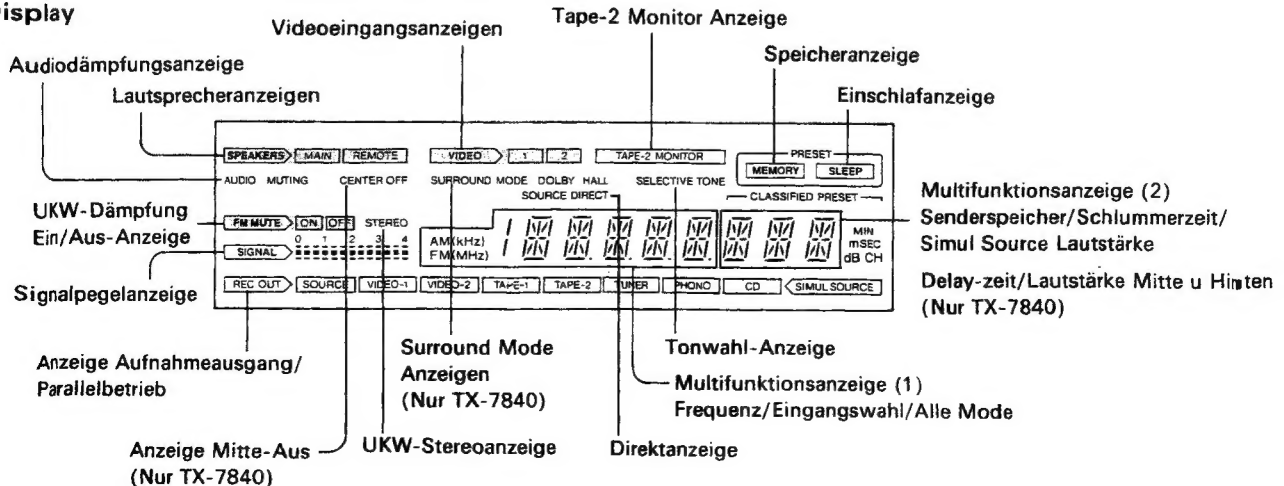 Display
Tape-2 Monitor Anzeige
Videoeingangsanzeigen
Speicheranzeige
Audiodämpfungsanzeige
Lautsprecheranzeigen
Einschlafanzeige
SPEAKERS MAIN REMOTE VIDEO 1 2 TAPE-2 MONITOR PRESET
MEMORY SLEEP
AUDIO MUTING CENTER OFF SURROUND MODE DOLBY HALL SELECTIVE TONE
SOURCE DIRECT CLASSIFIED PRESET
UKW-Dämpfung
Ein/Aus-Anzeige
FM MUTE ON OFF STEREO
0 1 2 3 4
SIGNAL
AM(kHz)
FM(MHz)
MIN
mSEC
dB CH
REC OUT SOURCE VIDEO-1 VIDEO-2 TAPE-1 TAPE-2 TUNER PHONO CD SIMUL SOURCE
Multifunktionsanzeige (2)
Senderspeicher/Schlummerzeit/
Simul Source Lautstärke
Delay-zeit/Lautstärke Mitte u Hinten
(Nur TX-7840)
Signalpegelanzeige
Anzeige Aufnahmeausgang/
Parallelbetrieb
Surround Mode
Anzeigen
(Nur TX-7840)
Tonwahl-Anzeige
Multifunktionsanzeige (1)
Frequenz/Eingangswahl/Alle Mode
Anzeige Mitte-Aus
(Nur TX-7840)
UKW-Stereoanzeige
Direktanzeige